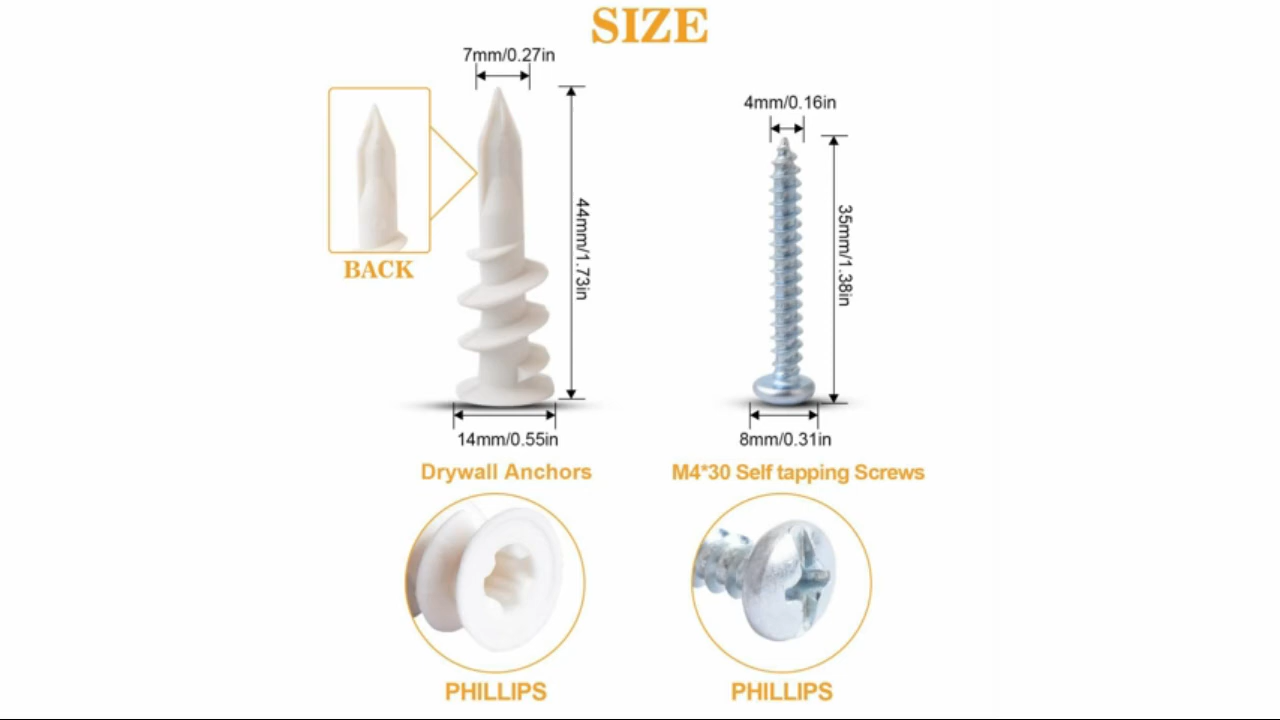 SIZE
7mm/0.27in
4mm/0.16in
44mm/1.73in
35mm/1.38in
BACK
14mm/0.55in
8mm/0.31in
Drywall Anchors
M4*30 Self tapping Screws
PHILLIPS
PHILLIPS